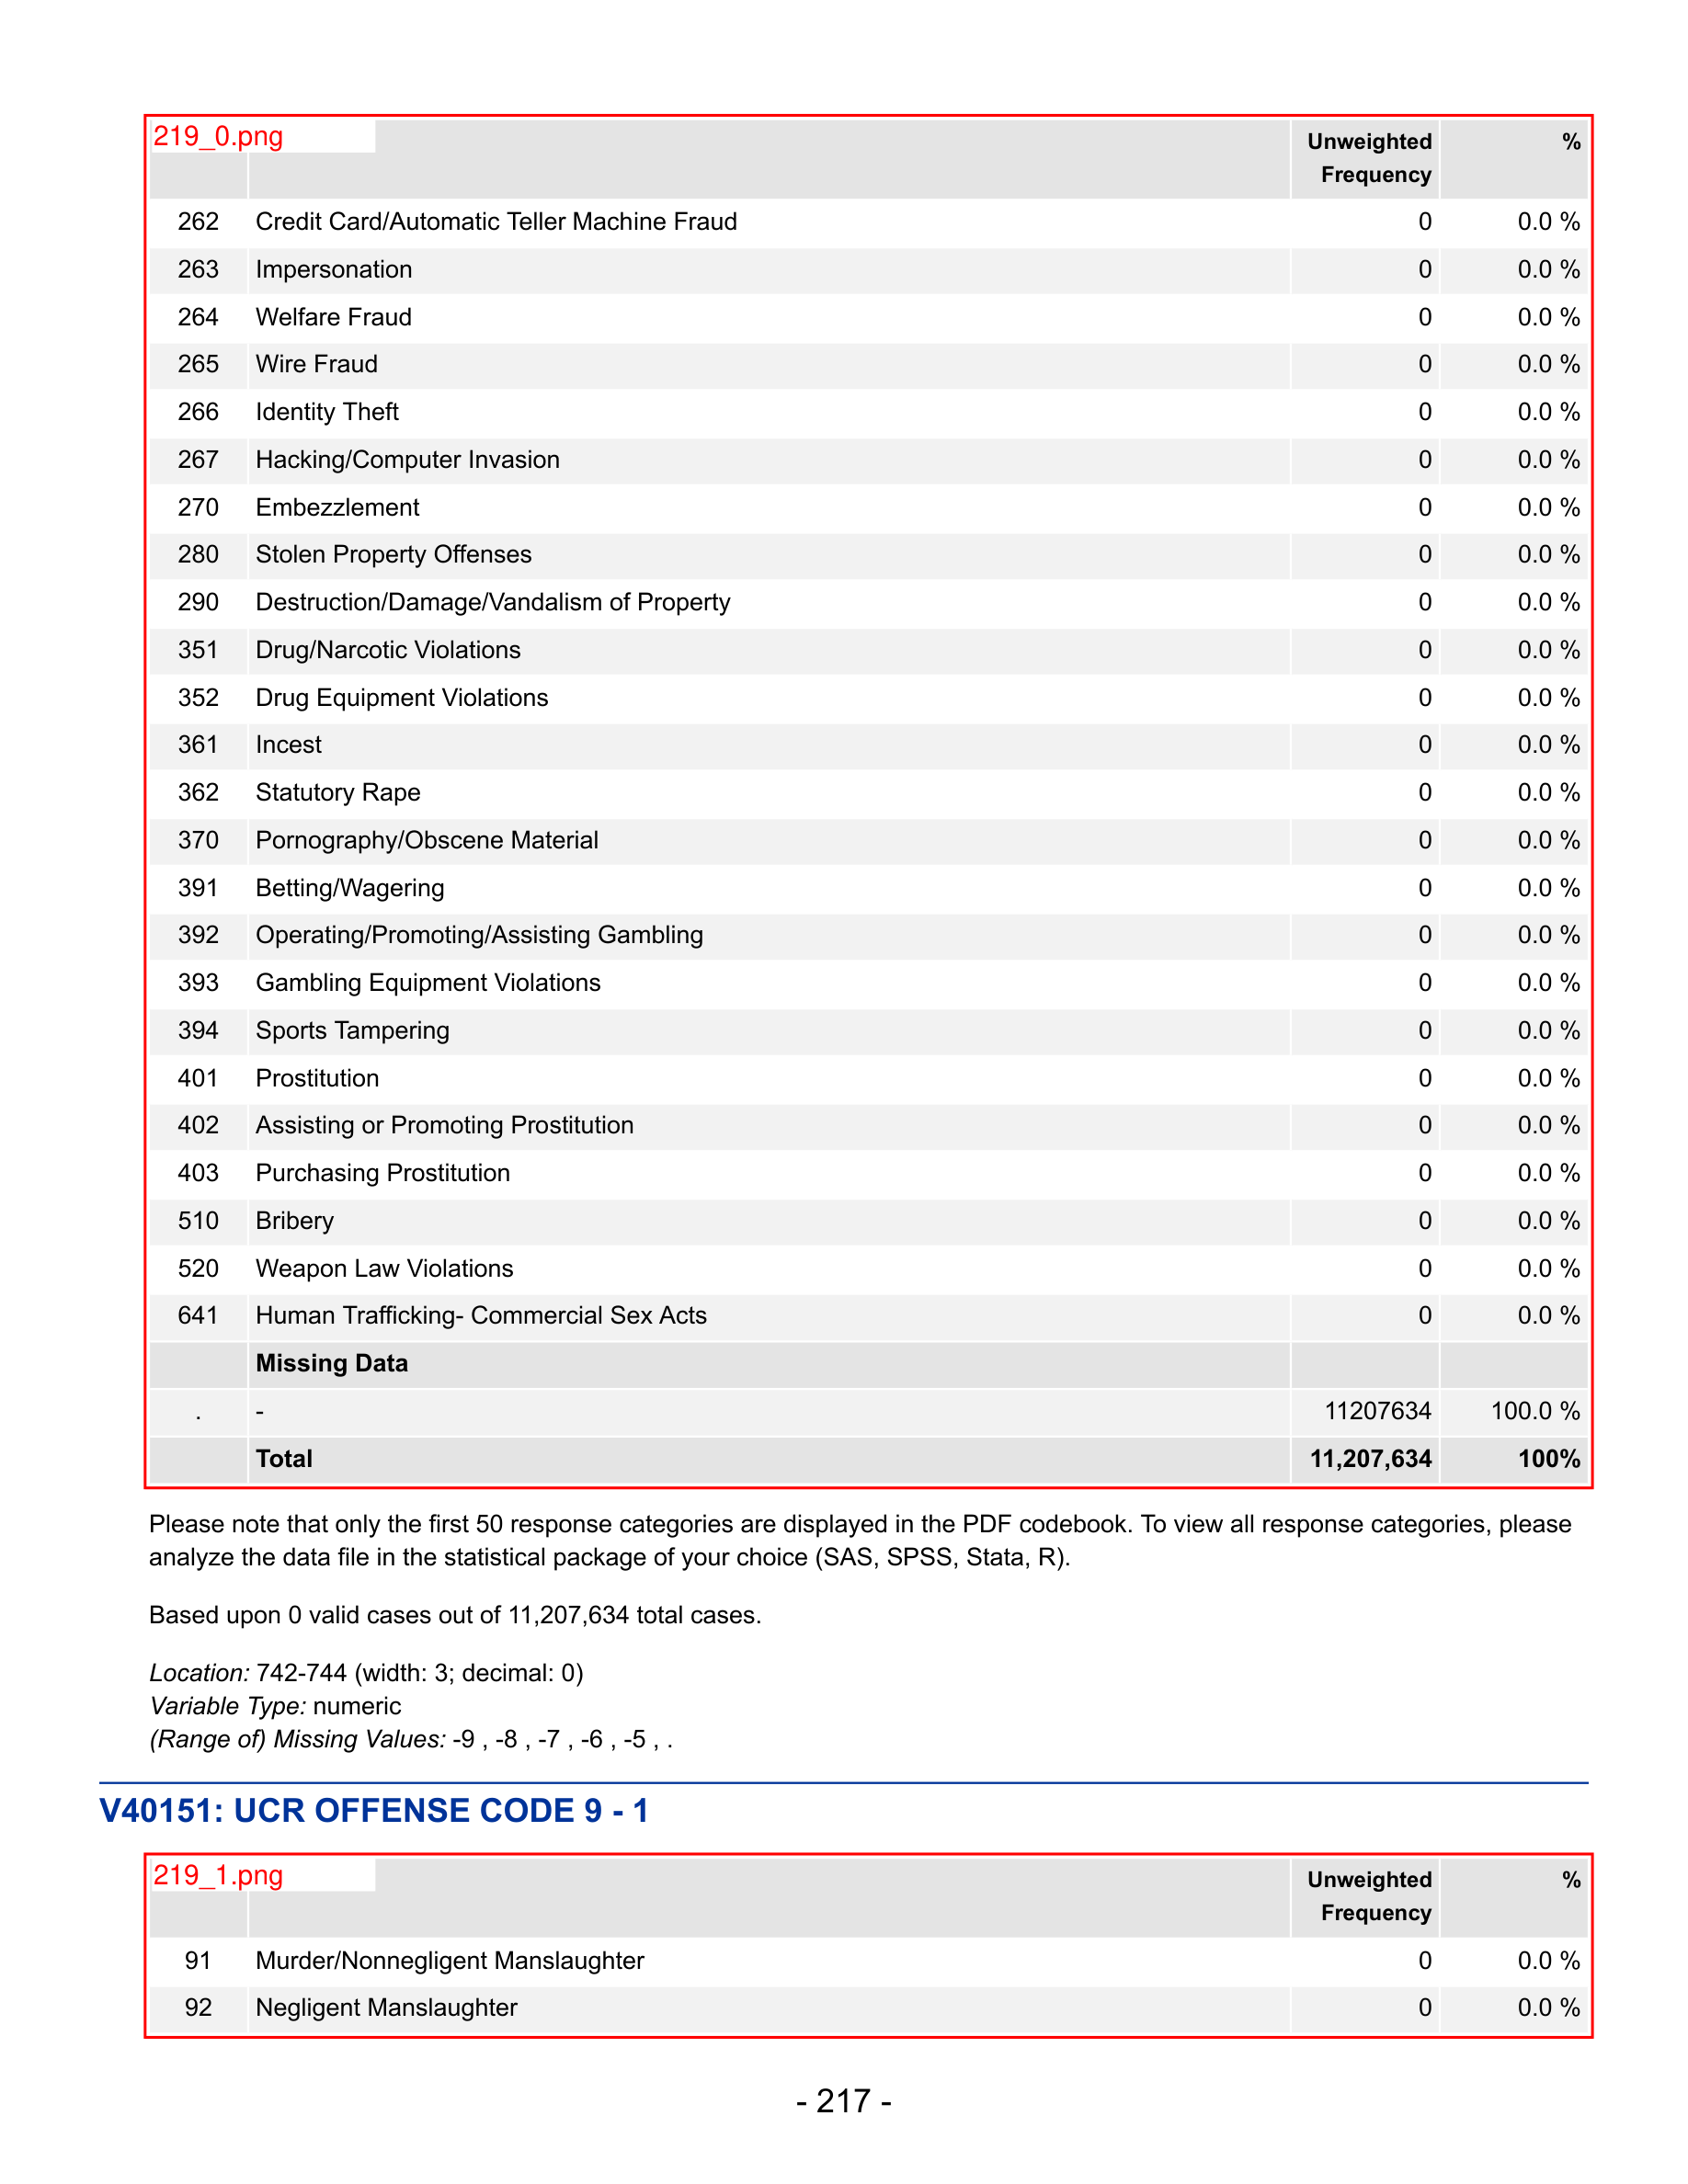 219_0.png
Unweighted Frequency %
262 Credit Card/Automatic Teller Machine Fraud 0 0.0 %
263 Impersonation 0 0.0 %
264 Welfare Fraud 0 0.0 %
265 Wire Fraud 0 0.0 %
266 Identity Theft 0 0.0 %
267 Hacking/Computer Invasion 0 0.0 %
270 Embezzlement 0 0.0 %
280 Stolen Property Offenses 0 0.0 %
290 Destruction/Damage/Vandalism of Property 0 0.0 %
351 Drug/Narcotic Violations 0 0.0 %
352 Drug Equipment Violations 0 0.0 %
361 Incest 0 0.0 %
362 Statutory Rape 0 0.0 %
370 Pornography/Obscene Material 0 0.0 %
391 Betting/Wagering 0 0.0 %
392 Operating/Promoting/Assisting Gambling 0 0.0 %
393 Gambling Equipment Violations 0 0.0 %
394 Sports Tampering 0 0.0 %
401 Prostitution 0 0.0 %
402 Assisting or Promoting Prostitution 0 0.0 %
403 Purchasing Prostitution 0 0.0 %
510 Bribery 0 0.0 %
520 Weapon Law Violations 0 0.0 %
641 Human Trafficking- Commercial Sex Acts 0 0.0 %
Missing Data
. - 11207634 100.0 %
Total 11,207,634 100%
Please note that only the first 50 response categories are displayed in the PDF codebook. To view all response categories, please
analyze the data file in the statistical package of your choice (SAS, SPSS, Stata, R).
Based upon 0 valid cases out of 11,207,634 total cases.
Location: 742-744 (width: 3; decimal: 0)
Variable Type: numeric
(Range of) Missing Values: -9 , -8 , -7 , -6 , -5 , .
V40151: UCR OFFENSE CODE 9 - 1
219_1.png
Unweighted Frequency %
91 Murder/Nonnegligent Manslaughter 0 0.0 %
92 Negligent Manslaughter 0 0.0 %
- 217 -